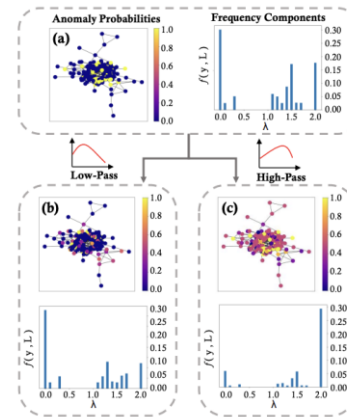 Anomaly Probabilities
Frequency Components
(a)
1.0
0.8
0.6
0.4
0.2
0.0
f(y, L)
0.30
0.25
0.20
0.15
0.10
0.05
0.00
0.0 0.5 1.0 1.5 2.0
λ
Low-Pass
High-Pass
(b)
1.0
0.8
0.6
0.4
0.2
0.0
f(y, L)
0.30
0.25
0.20
0.15
0.10
0.05
0.00
0.0 0.5 1.0 1.5 2.0
λ
(c)
1.0
0.8
0.6
0.4
0.2
0.0
f(y, L)
0.30
0.25
0.20
0.15
0.10
0.05
0.00
0.0 0.5 1.0 1.5 2.0
λ